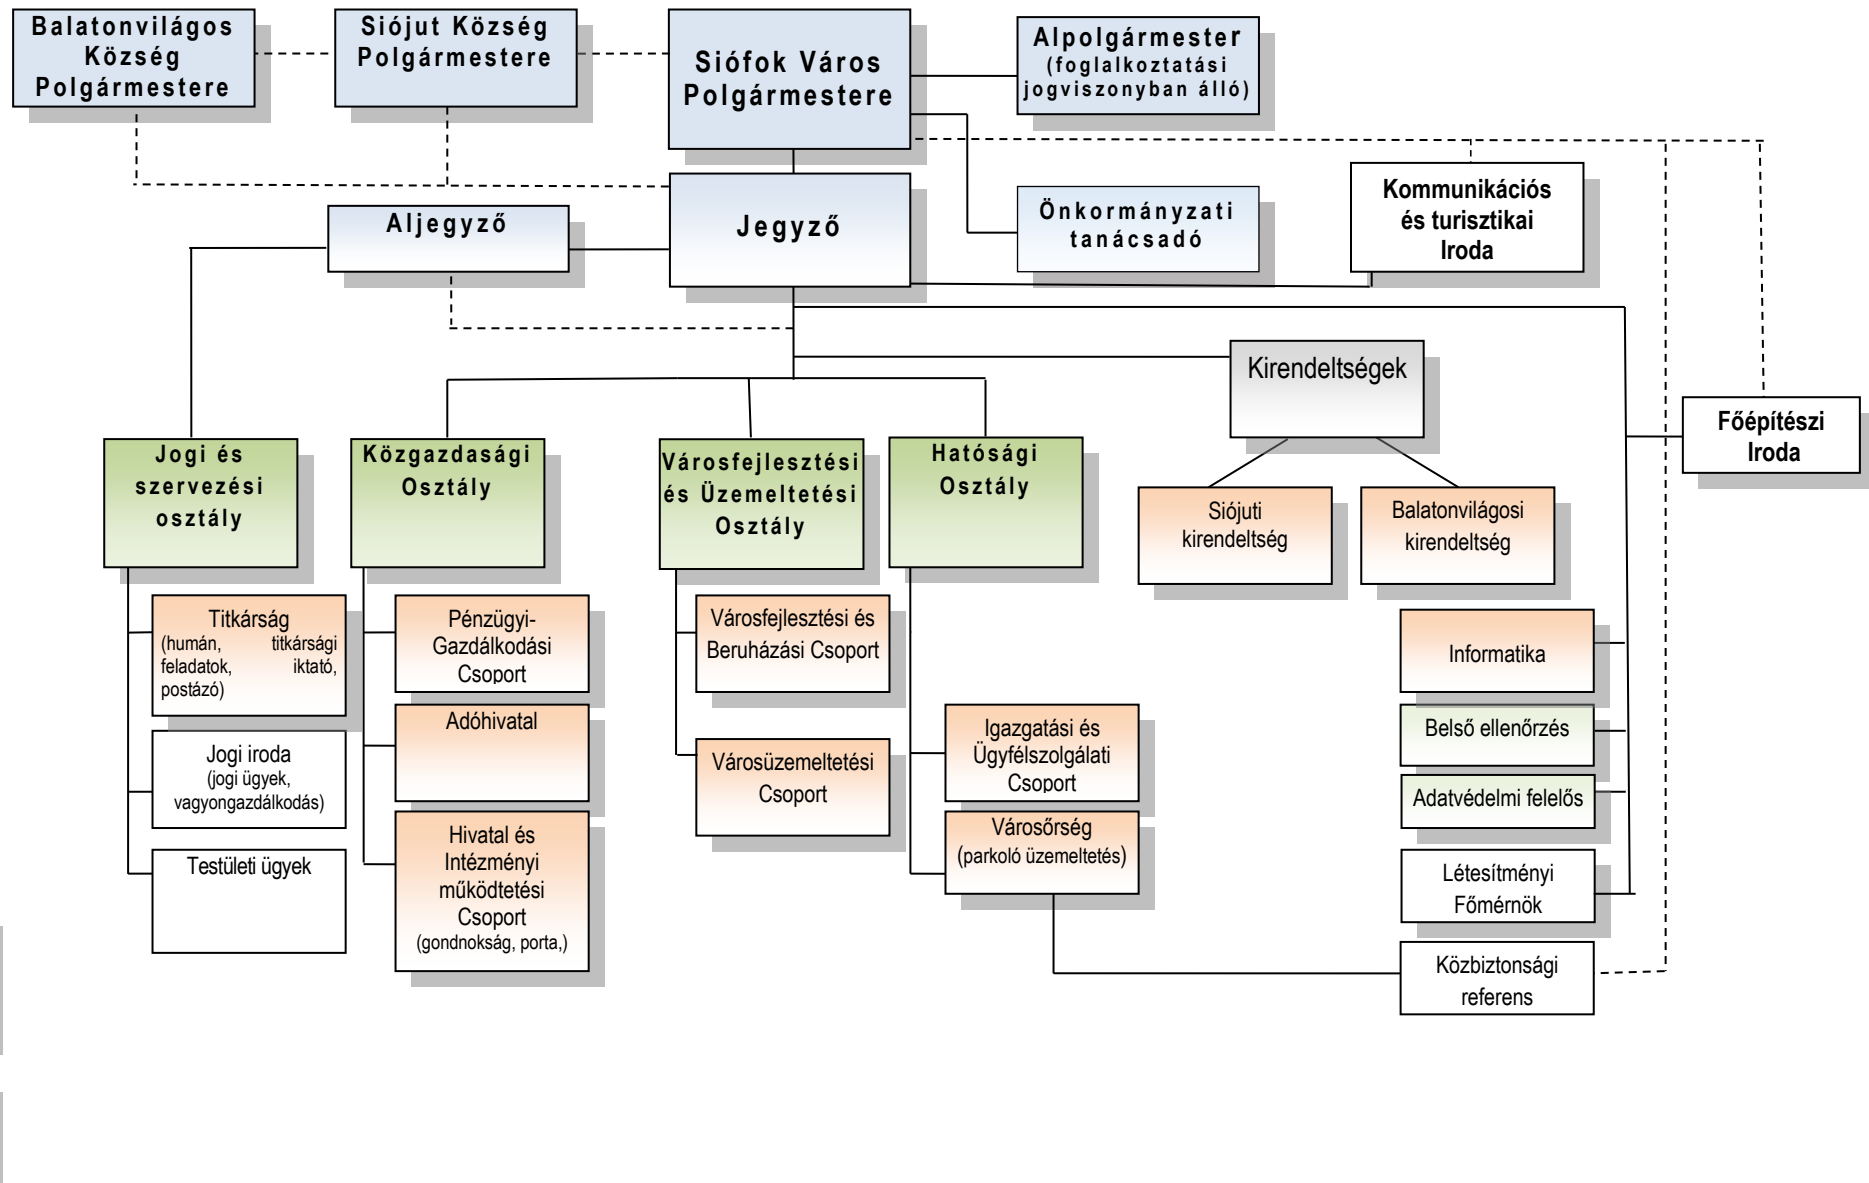 Balatonvilágos
Község
Polgármestere
Siójut Község
Polgármestere
Siófok Város
Polgármestere
Alpolgármester
(foglalkoztatási
jogviszonyban álló)
Aljegyző
Jegyző
Önkormányzati
tanácsadó
Kommunikációs
és turisztikai
Iroda
Kirendeltségek
Főépítészi
Iroda
Jogi és
szervezési
osztály
Közgazdasági
Osztály
Városfejlesztési
és Üzemeltetési
Osztály
Hatósági
Osztály
Siójuti
kirendeltség
Balatonvilágosi
kirendeltség
Titkárság
(humán, titkársági
feladatok, iktató,
postázó)
Jogi iroda
(jogi ügyek,
vagyongazdálkodás)
Testületi ügyek
Pénzügyi-
Gazdálkodási
Csoport
Adóhivatal
Hivatal és
Intézményi
működtetési
Csoport
(gondnokság, porta,)
Városfejlesztési és
Beruházási Csoport
Városüzemeltetési
Csoport
Igazgatási és
Ügyfélszolgálati
Csoport
Városőrség
(parkoló üzemeltetés)
Informatika
Belső ellenőrzés
Adatvédelmi felelős
Létesítményi
Főmérnök
Közbiztonsági
referens